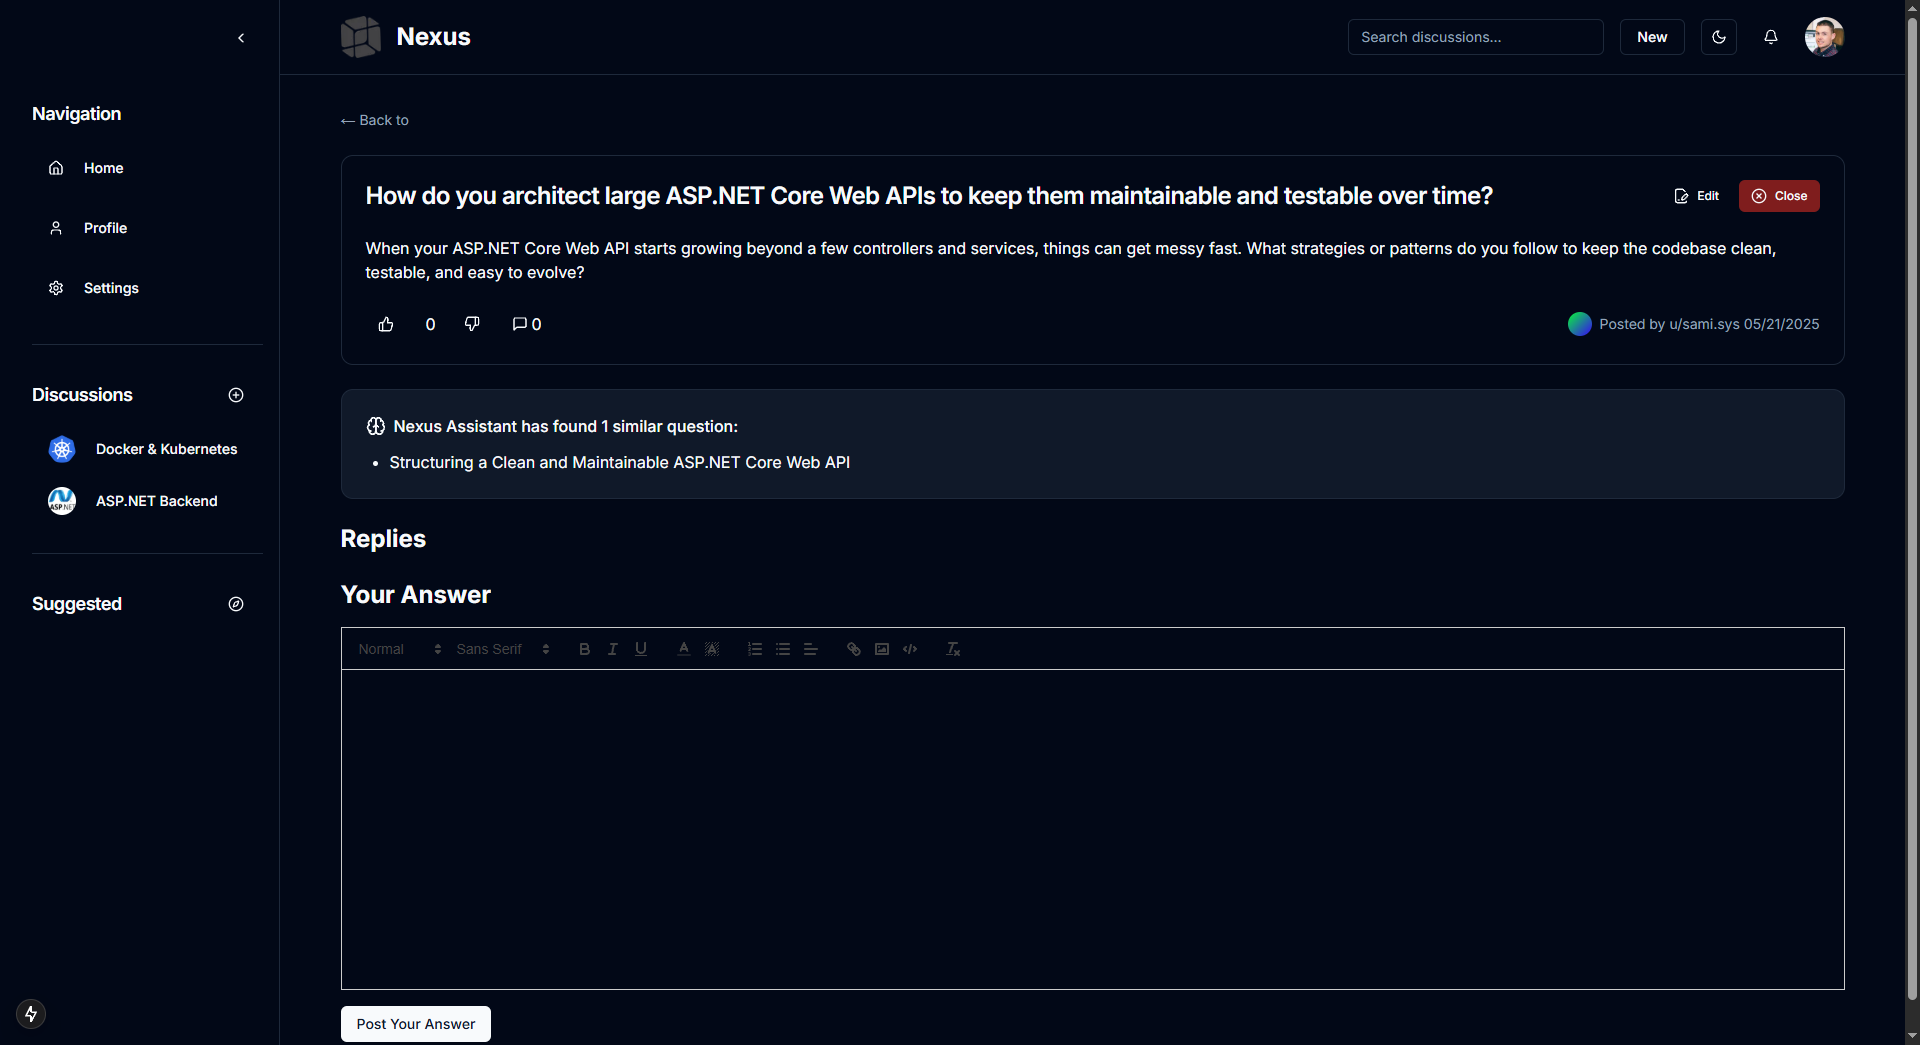 Nexus
Search discussions...
New
Navigation
Home
Profile
Settings
Discussions
Docker & Kubernetes
ASP.NET Backend
Suggested
← Back to
How do you architect large ASP.NET Core Web APIs to keep them maintainable and testable over time?
Edit
Close
When your ASP.NET Core Web API starts growing beyond a few controllers and services, things can get messy fast. What strategies or patterns do you follow to keep the codebase clean,
testable, and easy to evolve?
0
0
Posted by u/sami.sys 05/21/2025
Nexus Assistant has found 1 similar question:
• Structuring a Clean and Maintainable ASP.NET Core Web API
Replies
Your Answer
Normal
Sans Serif
Post Your Answer